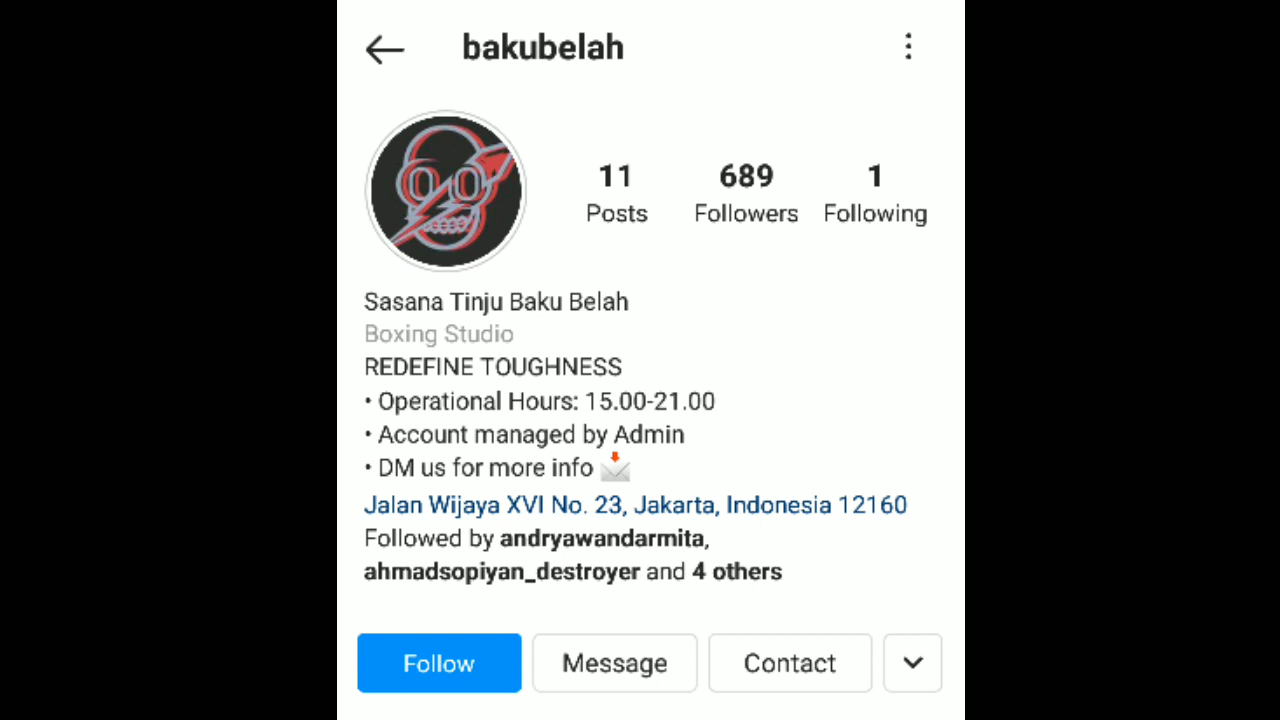 bakubelah
11 689 1
Posts Followers Following
Sasana Tinju Baku Belah
Boxing Studio
REDEFINE TOUGHNESS
• Operational Hours: 15.00-21.00
• Account managed by Admin
• DM us for more info 📩
Jalan Wijaya XVI No. 23, Jakarta, Indonesia 12160
Followed by andryawandarmita,
ahmadsopiyan_destroyer and 4 others
Follow Message Contact